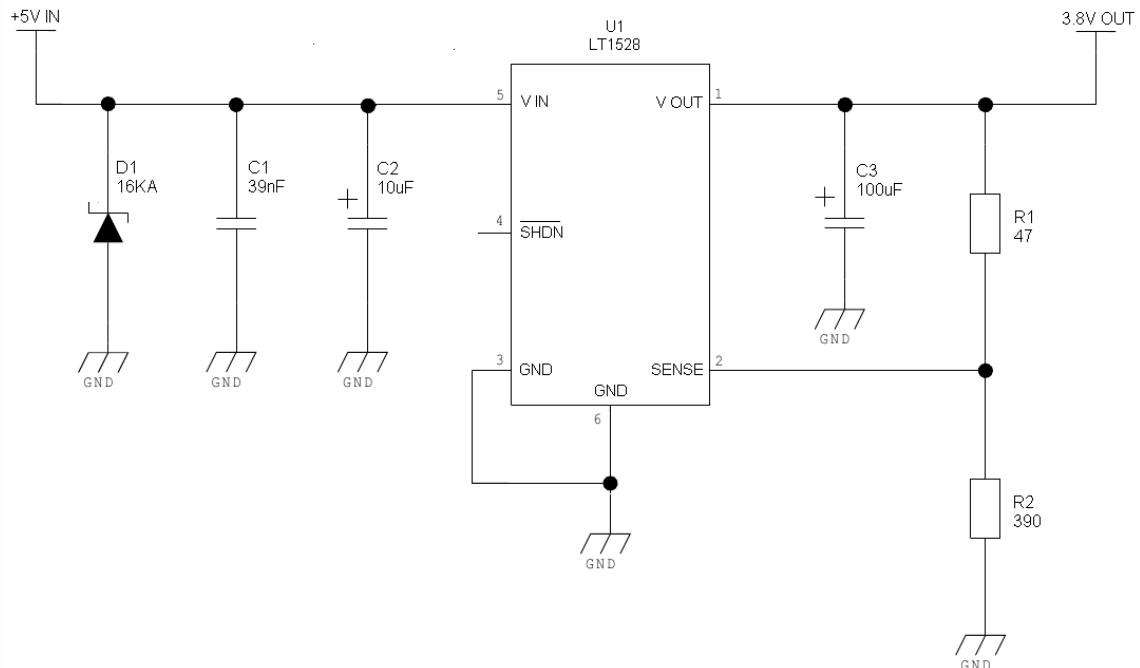 +5V IN
3.8V OUT
U1
LT1528
5
V IN
V OUT
1
D1
16KA
C1
39nF
C2
10uF
+
C3
100uF
+
4
SHDN
R1
47
GND
GND
GND
GND
3
GND
SENSE
2
GND
6
R2
390
GND
GND